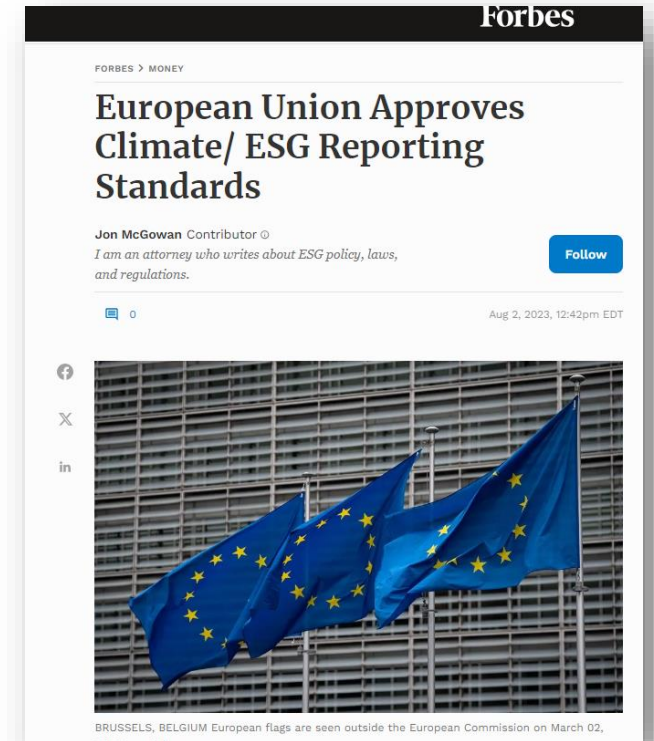 Forbes
FORBES > MONEY
European Union Approves
Climate/ ESG Reporting
Standards
Jon McGowan Contributor
I am an attorney who writes about ESG policy, laws,
and regulations.
Follow
0
Aug 2, 2023, 12:42pm EDT
BRUSSELS, BELGIUM European flags are seen outside the European Commission on March 02,